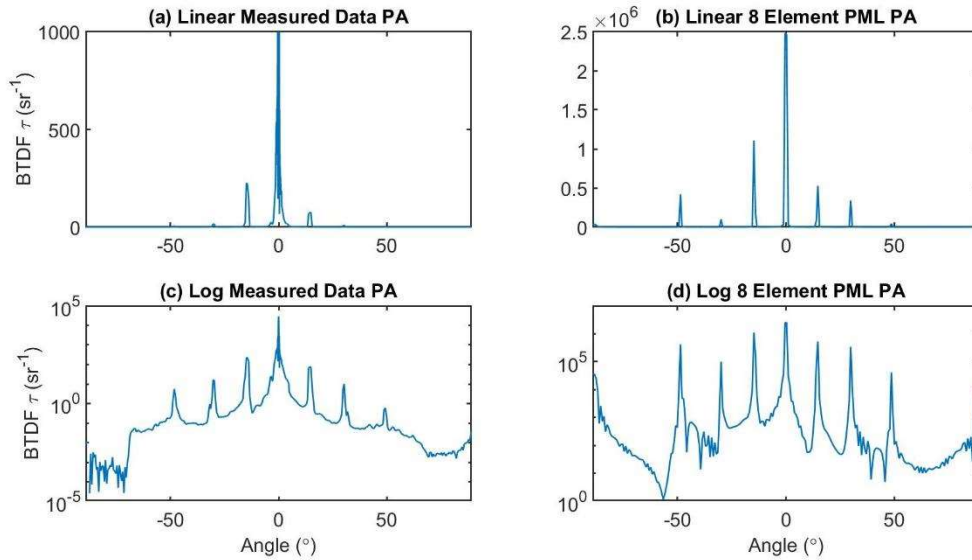 (a) Linear Measured Data PA
1000
500
0
BTDF τ (sr⁻¹)
-50 0 50
(b) Linear 8 Element PML PA
×10⁶
2.5
2
1.5
1
0.5
0
-50 0 50
(c) Log Measured Data PA
10⁵
10⁰
10⁻⁵
BTDF τ (sr⁻¹)
-50 0 50
Angle (°)
(d) Log 8 Element PML PA
10⁵
10⁰
-50 0 50
Angle (°)